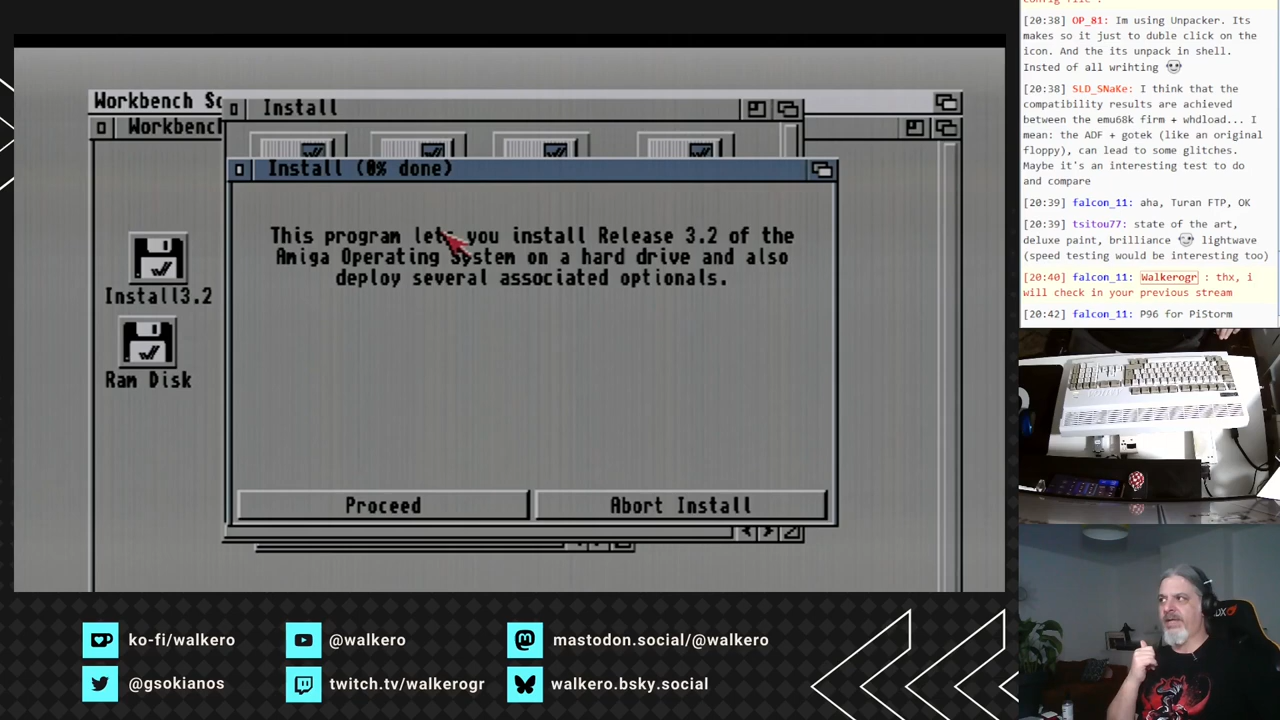 Workbench Sc
Workbench
Install
Install (0% done)
This program lets you install Release 3.2 of the
Amiga Operating System on a hard drive and also
deploy several associated optionals.
Install3.2
Ram Disk
Proceed
Abort Install
config file .
[20:38] OP_81: Im using Unpacker. Its
makes so it just to duble click on the
icon. And the its unpack in shell.
Insted of all wrihting
[20:38] SLD_SNaKe: I think that the
compatibility results are achieved
between the emu68k firm + whdload... I
mean: the ADF + gotek (like an original
floppy), can lead to some glitches.
Maybe it's an interesting test to do
and compare
[20:39] falcon_11: aha, Turan FTP, OK
[20:39] tsitou77: state of the art,
deluxe paint, brilliance lightwave
(speed testing would be interesting too)
[20:40] falcon_11: Walkerogr : thx, i
will check in your previous stream
[20:42] falcon_11: P96 for PiStorm
ko-fi/walkero
@walkero
mastodon.social/@walkero
@gsokianos
twitch.tv/walkerogr
walkero.bsky.social